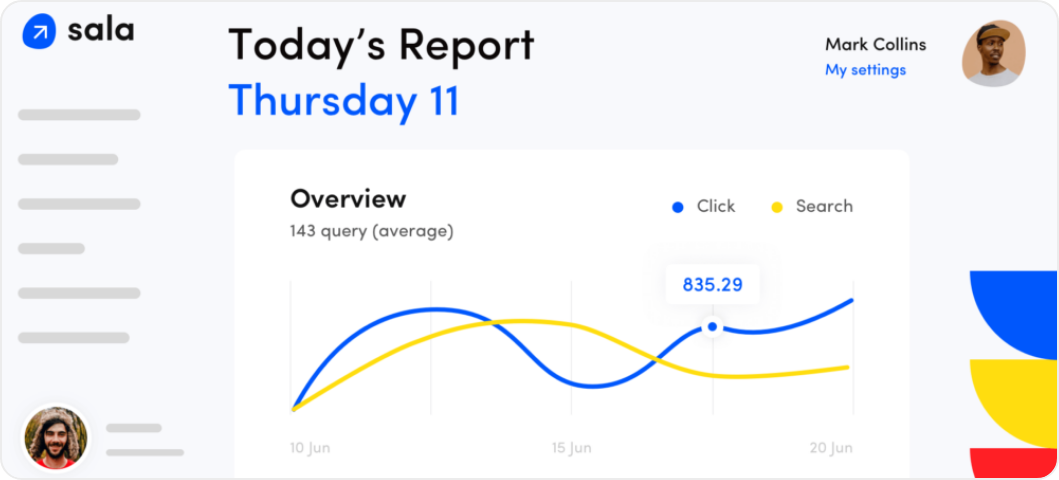 sala
Today's Report
Thursday 11
Mark Collins
My settings
Overview
143 query (average)
Click
Search
835.29
10 Jun
15 Jun
20 Jun